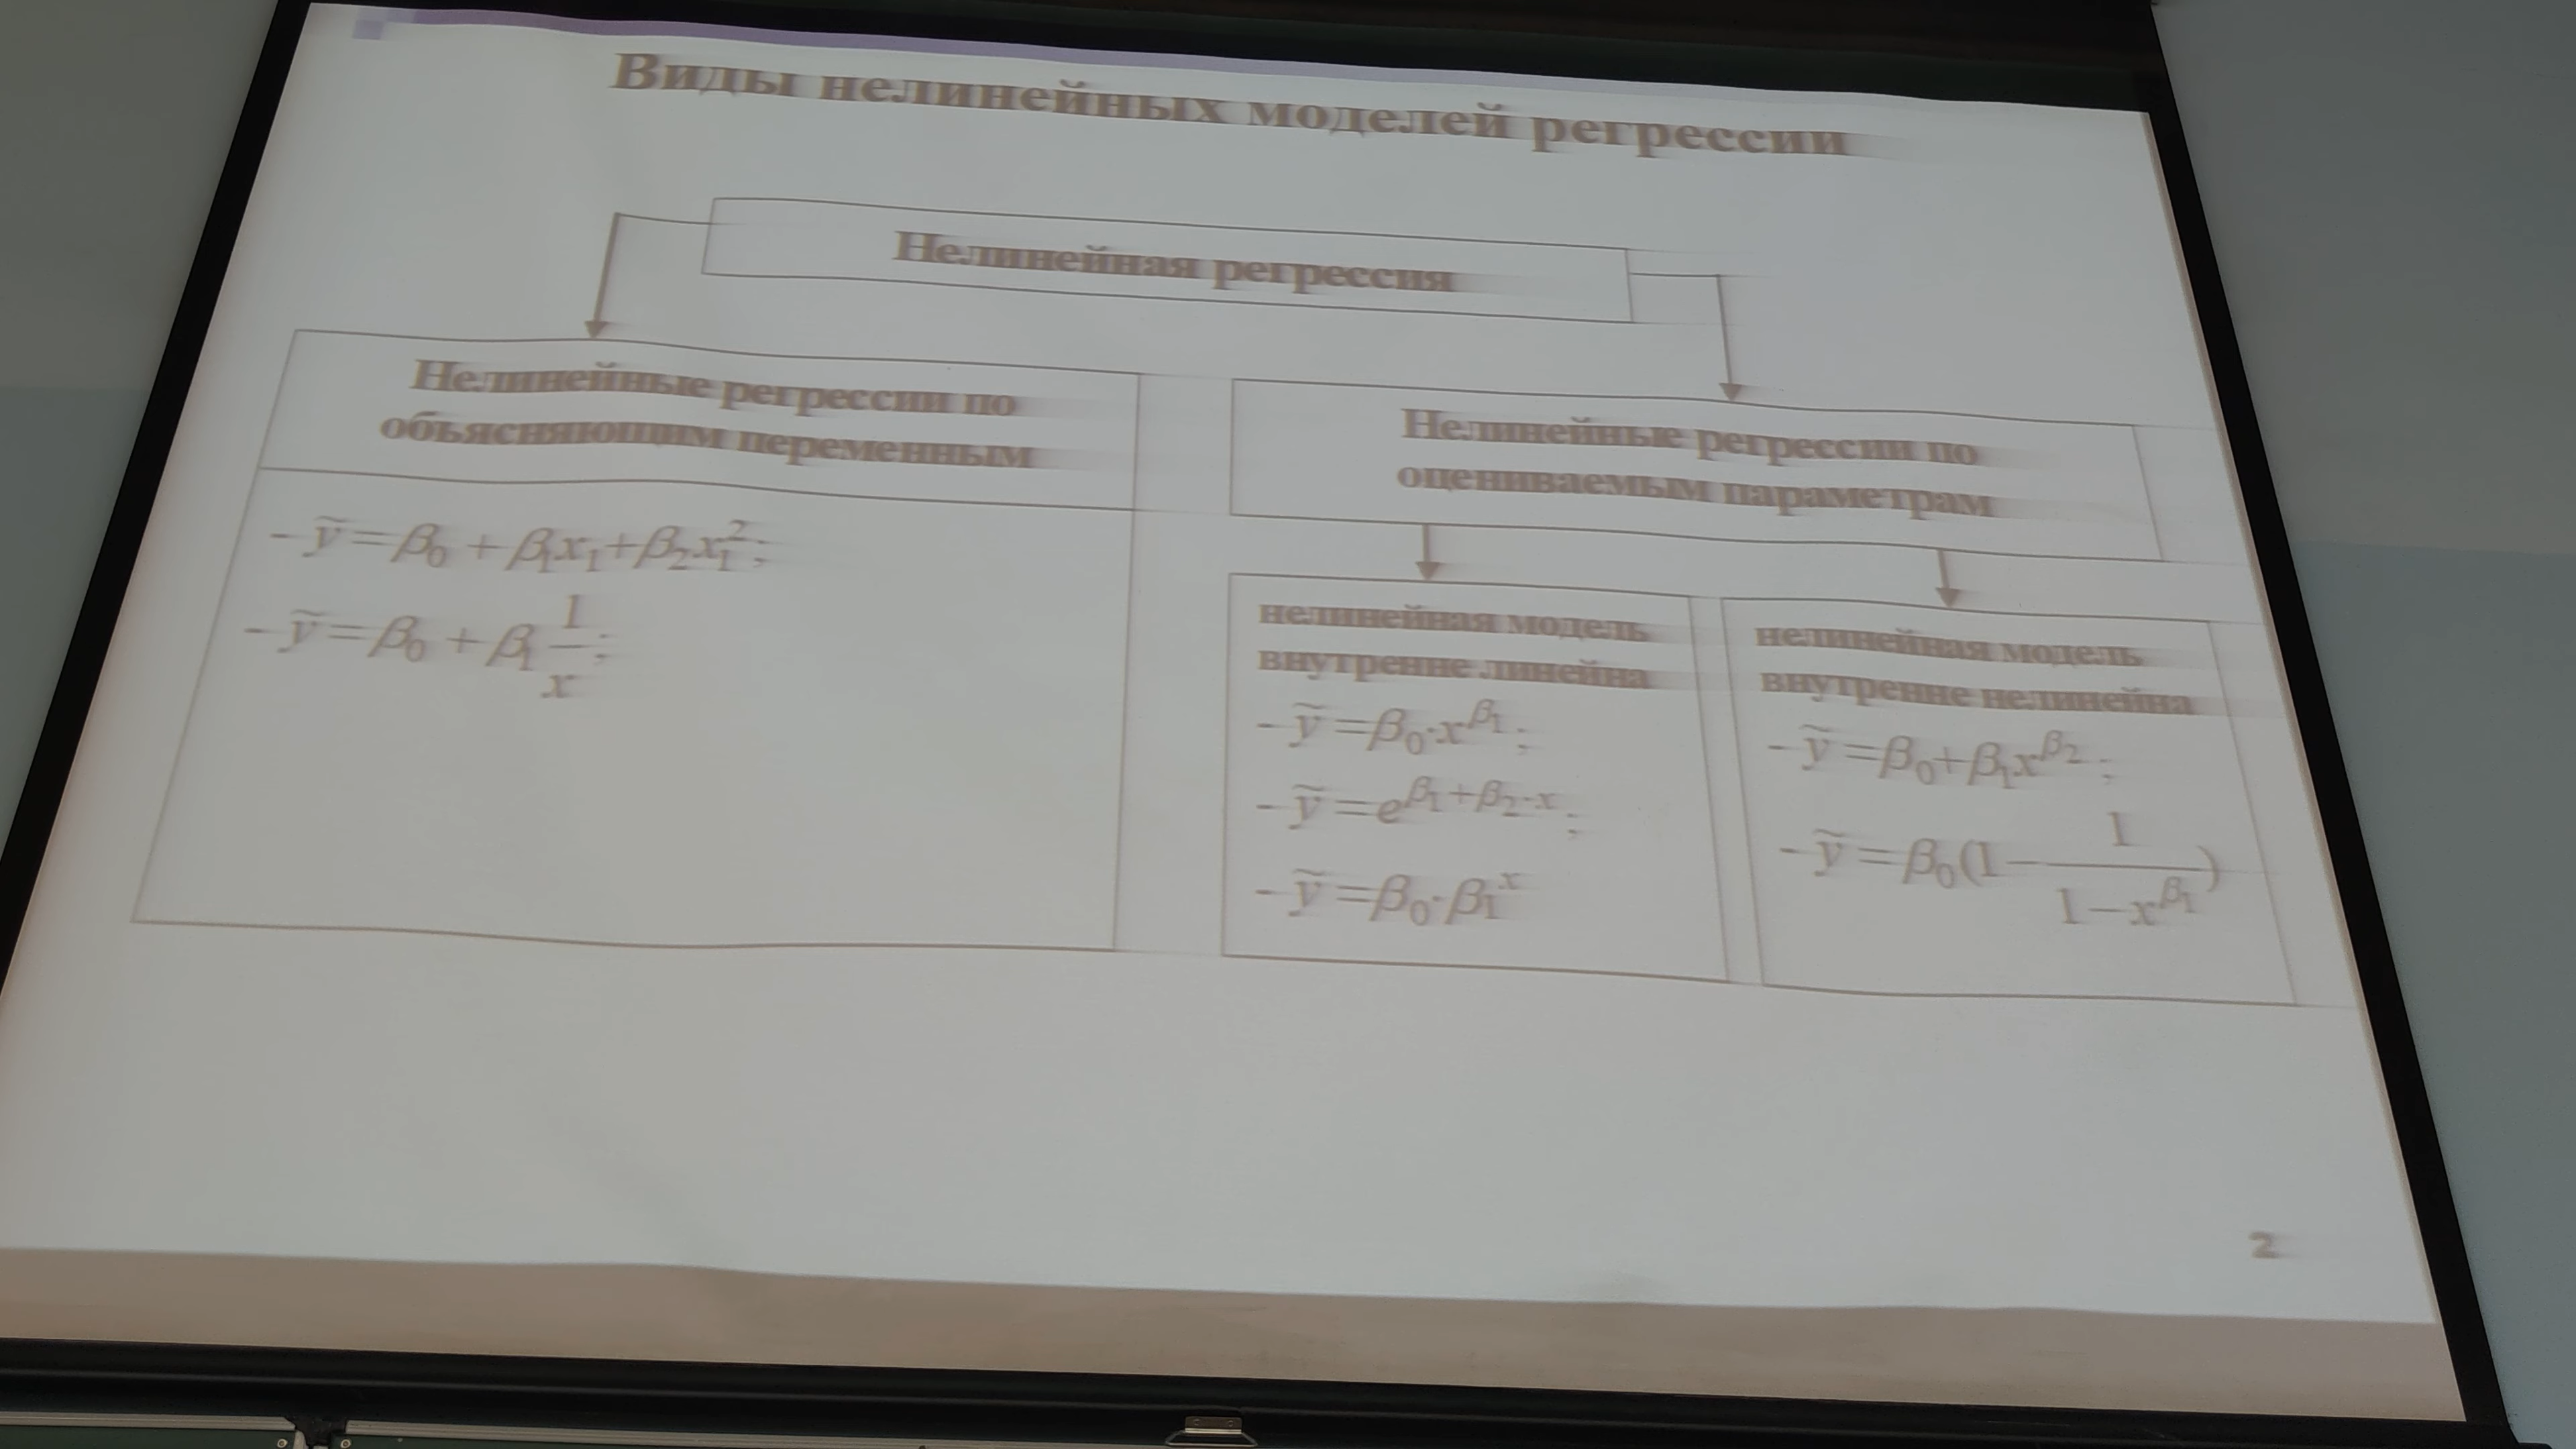 Виды нелинейных моделей регрессии
Нелинейная регрессия
Нелинейные регрессии по
объясняющим переменным
- ỹ = β₀ + β₁x₁ + β₂x₁²;
- ỹ = β₀ + β₁ 1/x;
Нелинейные регрессии по
оцениваемым параметрам
нелинейная модель
внутренне линейна
- ỹ = β₀·x^β₁;
- ỹ = e^(β₁+β₂·x);
- ỹ = β₀·β₁^x
нелинейная модель
внутренне нелинейна
- ỹ = β₀+β₁x^β₂;
- ỹ = β₀(1 − 1/(1−x^β₁))
2